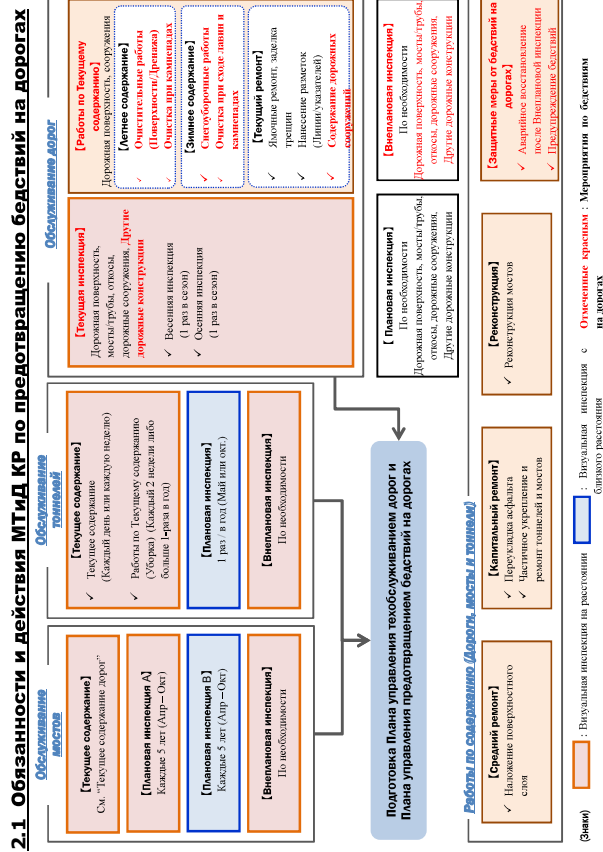 2.1 Обязанности и действия МТиД КР по предотвращению бедствий на дорогах
Обслуживание
мостов
【Текущее содержание】
См. “Текущее содержание дорог”
【Плановая инспекция А】
Каждые 5 лет (Апр – Окт)
【Плановая инспекция В】
Каждые 5 лет (Апр – Окт)
【Внеплановая инспекция】
По необходимости
Обслуживание
тоннелей
【Текущее содержание】
✓ Текущее содержание
(Каждый день или каждую неделю)
✓ Работы по Текущему содержанию
(Уборка) (Каждый 2 недели либо
больше 1-раза в год)
【Плановая инспекция】
1 раз / в год (Май или окт.)
【Внеплановая инспекция】
По необходимости
Обслуживание дорог
【Текущая инспекция】
Дорожная поверхность,
мосты/трубы, откосы,
дорожные сооружения, Другие
дорожные конструкции
✓ Весенняя инспекция
(1 раз в сезон)
✓ Осенняя инспекция
(1 раз в сезон)
【Работы по Текущему
содержанию】
Дорожная поверхность, сооружения
【Летнее содержание】
✓ Очистительные работы
(Поверхности/Дренажа)
✓ Очистка при камнепадах
【Зимнее содержание】
✓ Снегоуборочные работы
✓ Очистка при сходе лавин и
камнепадах
【Текущий ремонт】
✓ Ямочные ремонт, заделка
трещин
✓ Нанесение разметок
(Линии/указателей)
✓ Содержание дорожных
сооружений
【 Плановая инспекция】
По необходимости
Дорожная поверхность, мосты/трубы,
откосы, дорожные сооружения,
Другие дорожные конструкции
【Внеплановая инспекция】
По необходимости
Дорожная поверхность, мосты/трубы,
откосы, дорожные сооружения,
Другие дорожные конструкции
Подготовка Плана управления техобслуживанием дорог и
Плана управления предотвращением бедствий на дорогах
Работы по содержанию (Дороги, мосты и тоннели)
【Средний ремонт】
✓ Наложение поверхностного
слоя
【Капитальный ремонт】
✓ Переукладка асфальта
✓ Частичное укрепление и
ремонт тоннелей и мостов
【Реконструкция】
✓ Реконструкция мостов
【Защитные меры от бедствий на
дорогах】
✓ Аварийное восстановление
после Внеплановой инспекции
✓ Предупреждение бедствий
(Знаки)
: Визуальная инспекция на расстоянии
: Визуальная инспекция с
близкого расстояния
Отмеченные красным : Мероприятия по бедствиям
на дорогах